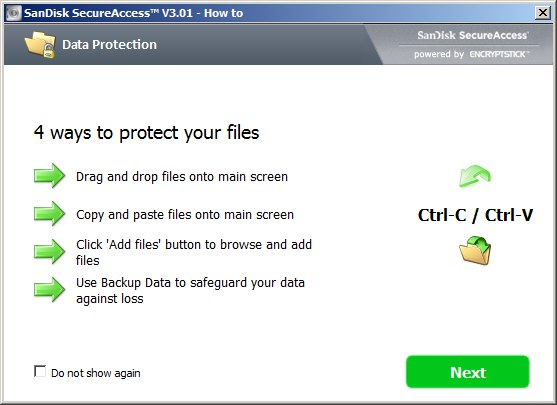 SanDisk SecureAccess™ V3.01 - How to
Data Protection
SanDisk SecureAccess™
powered by ENCRYPTSTICK™
4 ways to protect your files
Drag and drop files onto main screen
Copy and paste files onto main screen
Ctrl-C / Ctrl-V
Click 'Add files' button to browse and add
files
Use Backup Data to safeguard your data
against loss
Do not show again
Next